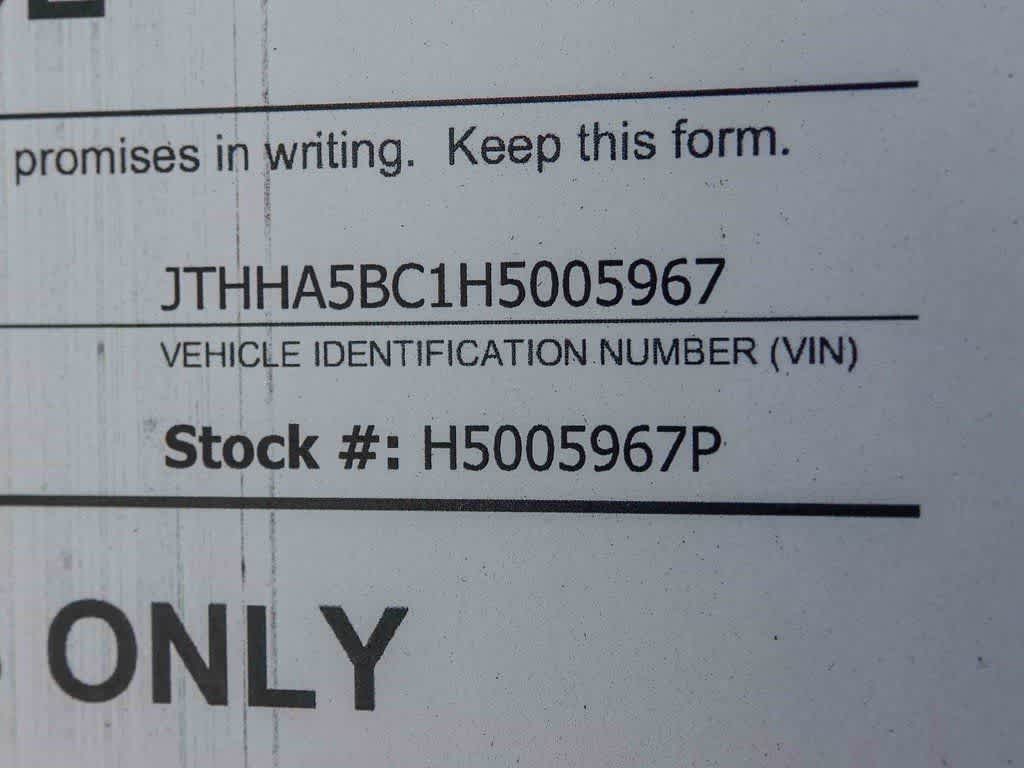 promises in writing. Keep this form.
JTHHA5BC1H5005967
VEHICLE IDENTIFICATION NUMBER (VIN)
Stock #: H5005967P
ONLY